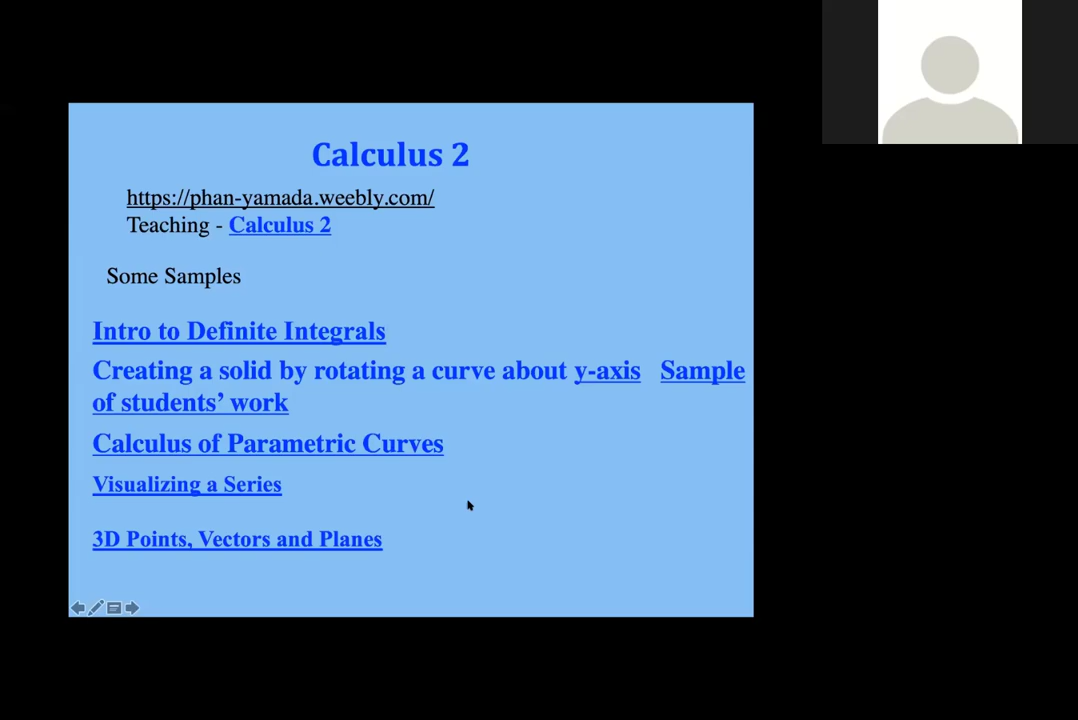 Calculus 2
https://phan-yamada.weebly.com/
Teaching - Calculus 2
Some Samples
Intro to Definite Integrals
Creating a solid by rotating a curve about y-axis Sample
of students’ work
Calculus of Parametric Curves
Visualizing a Series
3D Points, Vectors and Planes